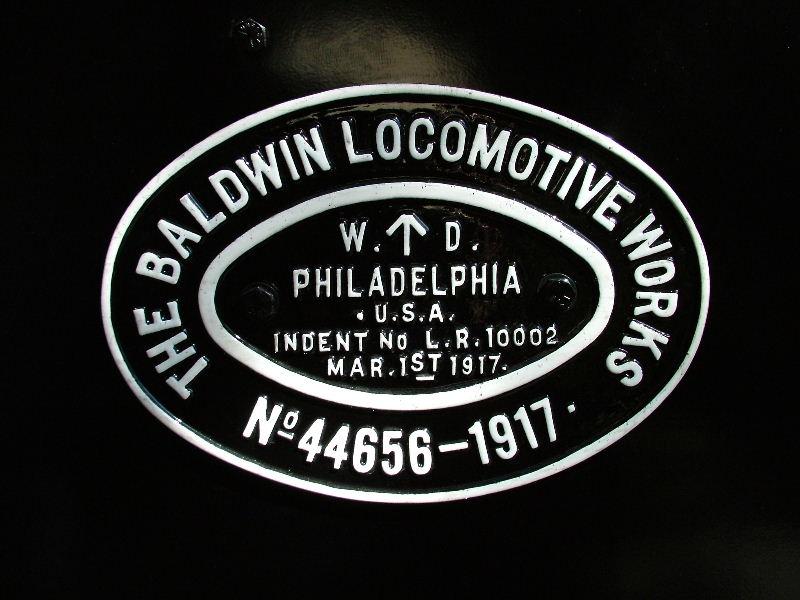 THE BALDWIN LOCOMOTIVE WORKS
W. ↑ D.
PHILADELPHIA
. U.S.A.
INDENT No L.R. 10002
MAR. 1ST 1917.
No 44656-1917.